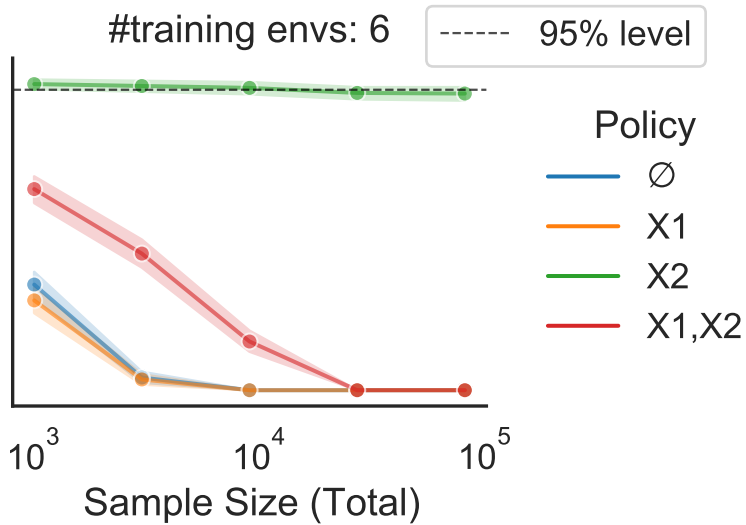 #training envs: 6
95% level
Policy
∅
X1
X2
X1,X2
10³ 10⁴ 10⁵
Sample Size (Total)